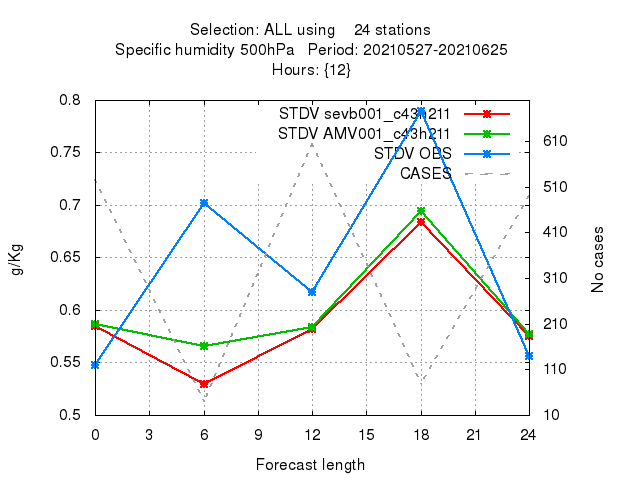 Selection: ALL using 24 stations
Specific humidity 500hPa Period: 20210527-20210625
Hours: {12}
STDV sevb001_c43h211
STDV AMV001_c43h211
STDV OBS
CASES
0.8
0.75
0.7
0.65
0.6
0.55
0.5
g/Kg
610
510
410
310
210
110
10
No cases
0 3 6 9 12 15 18 21 24
Forecast length